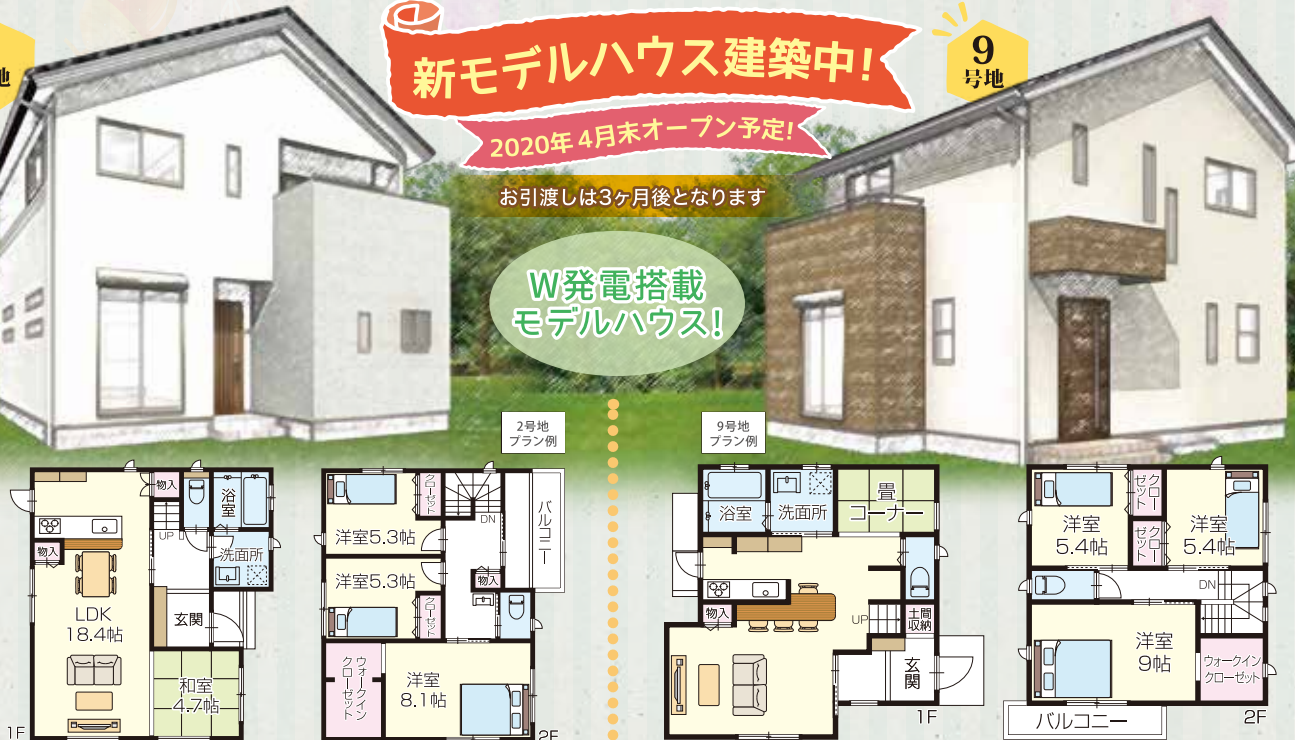 地
新モデルハウス建築中!
2020年4月末オープン予定!
お引渡しは3ヶ月後となります
9
号地
W発電搭載
モデルハウス!
2号地
プラン例
物入
浴室
UP
洗面所
物入
LDK
18.4帖
玄関
和室
4.7帖
1F
クローゼット
洋室5.3帖
DN
バルコニー
洋室5.3帖
物入
クローゼット
ウォークイン
クローゼット
洋室
8.1帖
2F
9号地
プラン例
浴室
洗面所
畳
コーナー
物入
UP
土間
収納
玄関
1F
洋室
5.4帖
クロー
ゼット
クロー
ゼット
洋室
5.4帖
DN
洋室
9帖
ウォークイン
クローゼット
バルコニー
2F